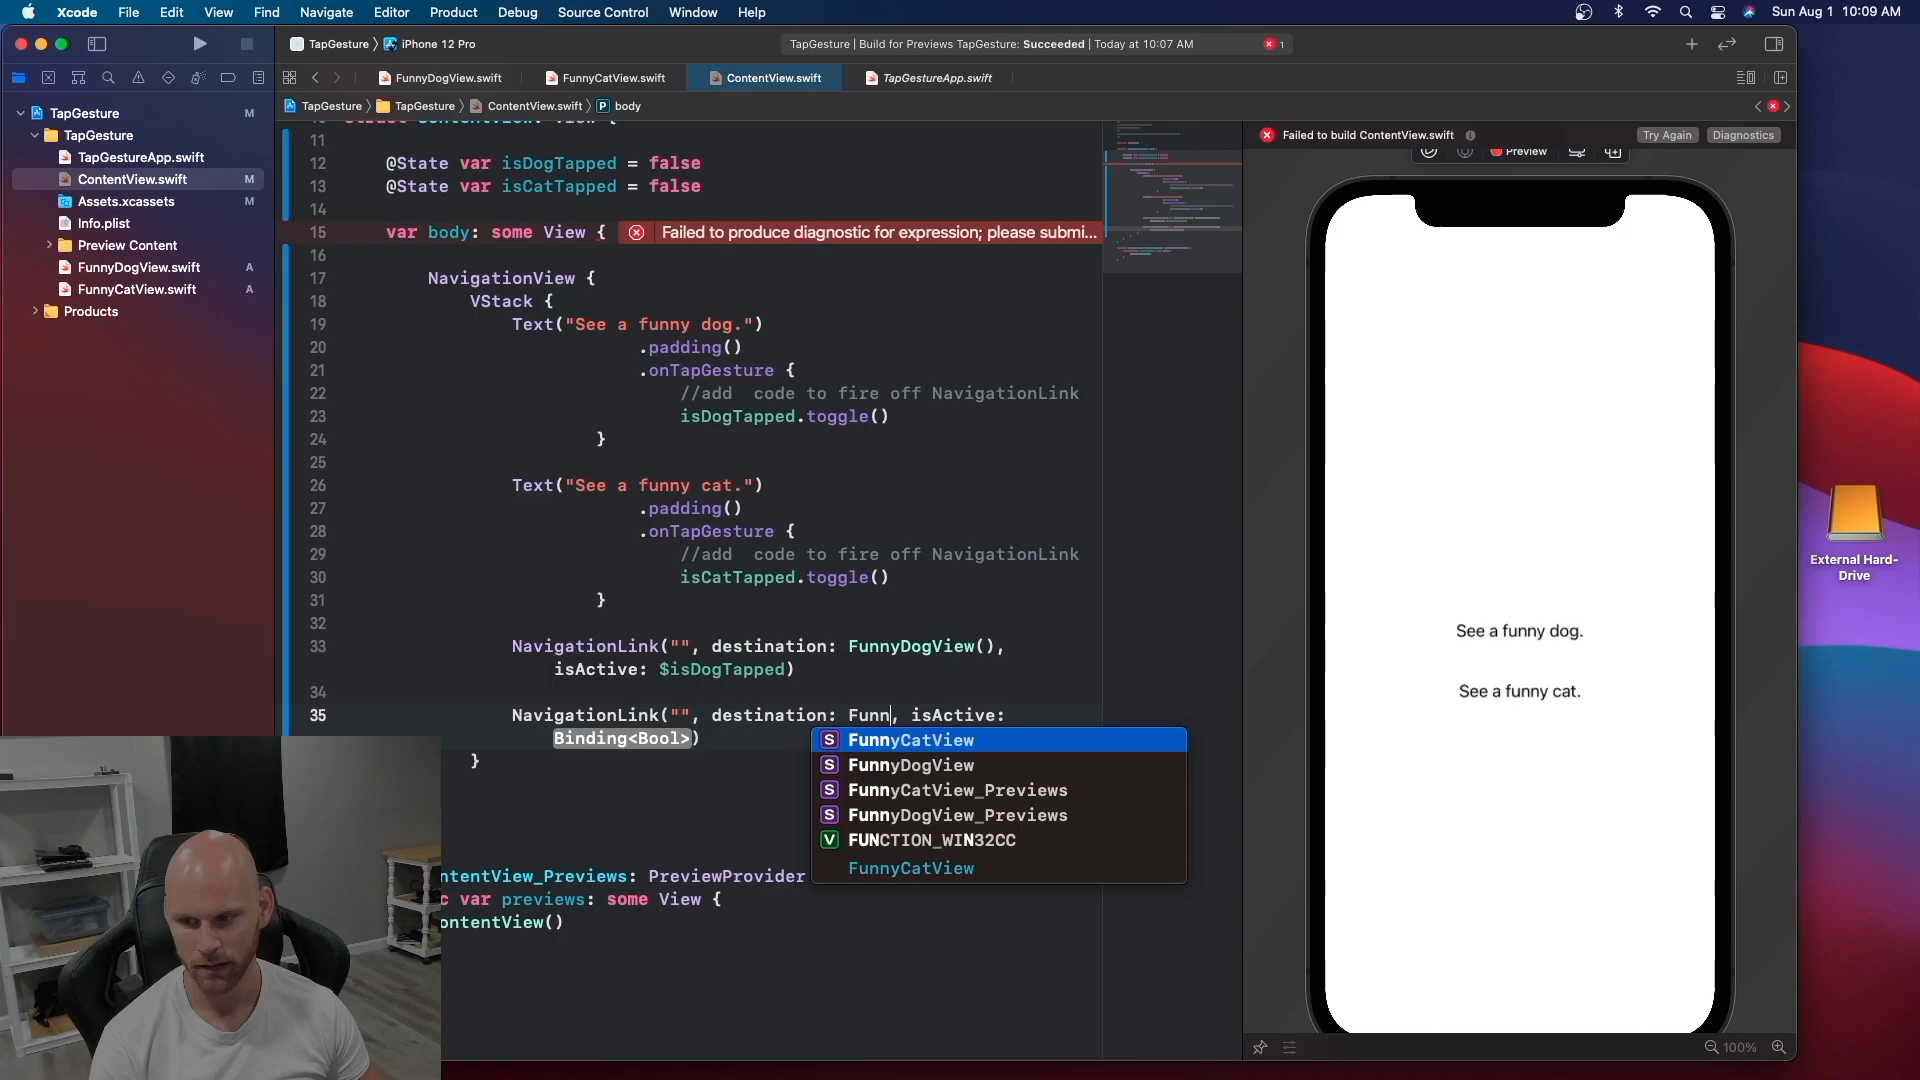 Xcode File Edit View Find Navigate Editor Product Debug Source Control Window Help Sun Aug 1 10:09 AM
TapGesture iPhone 12 Pro TapGesture | Build for Previews TapGesture: Succeeded | Today at 10:07 AM 1
FunnyDogView.swift FunnyCatView.swift ContentView.swift TapGestureApp.swift
TapGesture TapGesture ContentView.swift P body
TapGesture M
TapGesture
TapGestureApp.swift
ContentView.swift M
Assets.xcassets M
Info.plist
Preview Content
FunnyDogView.swift A
FunnyCatView.swift A
Products
11
12 @State var isDogTapped = false
13 @State var isCatTapped = false
14
15 var body: some View { Failed to produce diagnostic for expression; please submi...
16
17 NavigationView {
18 VStack {
19 Text("See a funny dog.")
20 .padding()
21 .onTapGesture {
22 //add  code to fire off NavigationLink
23 isDogTapped.toggle()
24 }
25
26 Text("See a funny cat.")
27 .padding()
28 .onTapGesture {
29 //add  code to fire off NavigationLink
30 isCatTapped.toggle()
31 }
32
33 NavigationLink("", destination: FunnyDogView(),
isActive: $isDogTapped)
34
35 NavigationLink("", destination: Funn, isActive:
Binding<Bool>)
}
S FunnyCatView
S FunnyDogView
S FunnyCatView_Previews
S FunnyDogView_Previews
V FUNCTION_WIN32CC
FunnyCatView
ntentView_Previews: PreviewProvider
c var previews: some View {
ontentView()
Failed to build ContentView.swift Try Again Diagnostics
Preview
See a funny dog.
See a funny cat.
100%
External Hard-
Drive